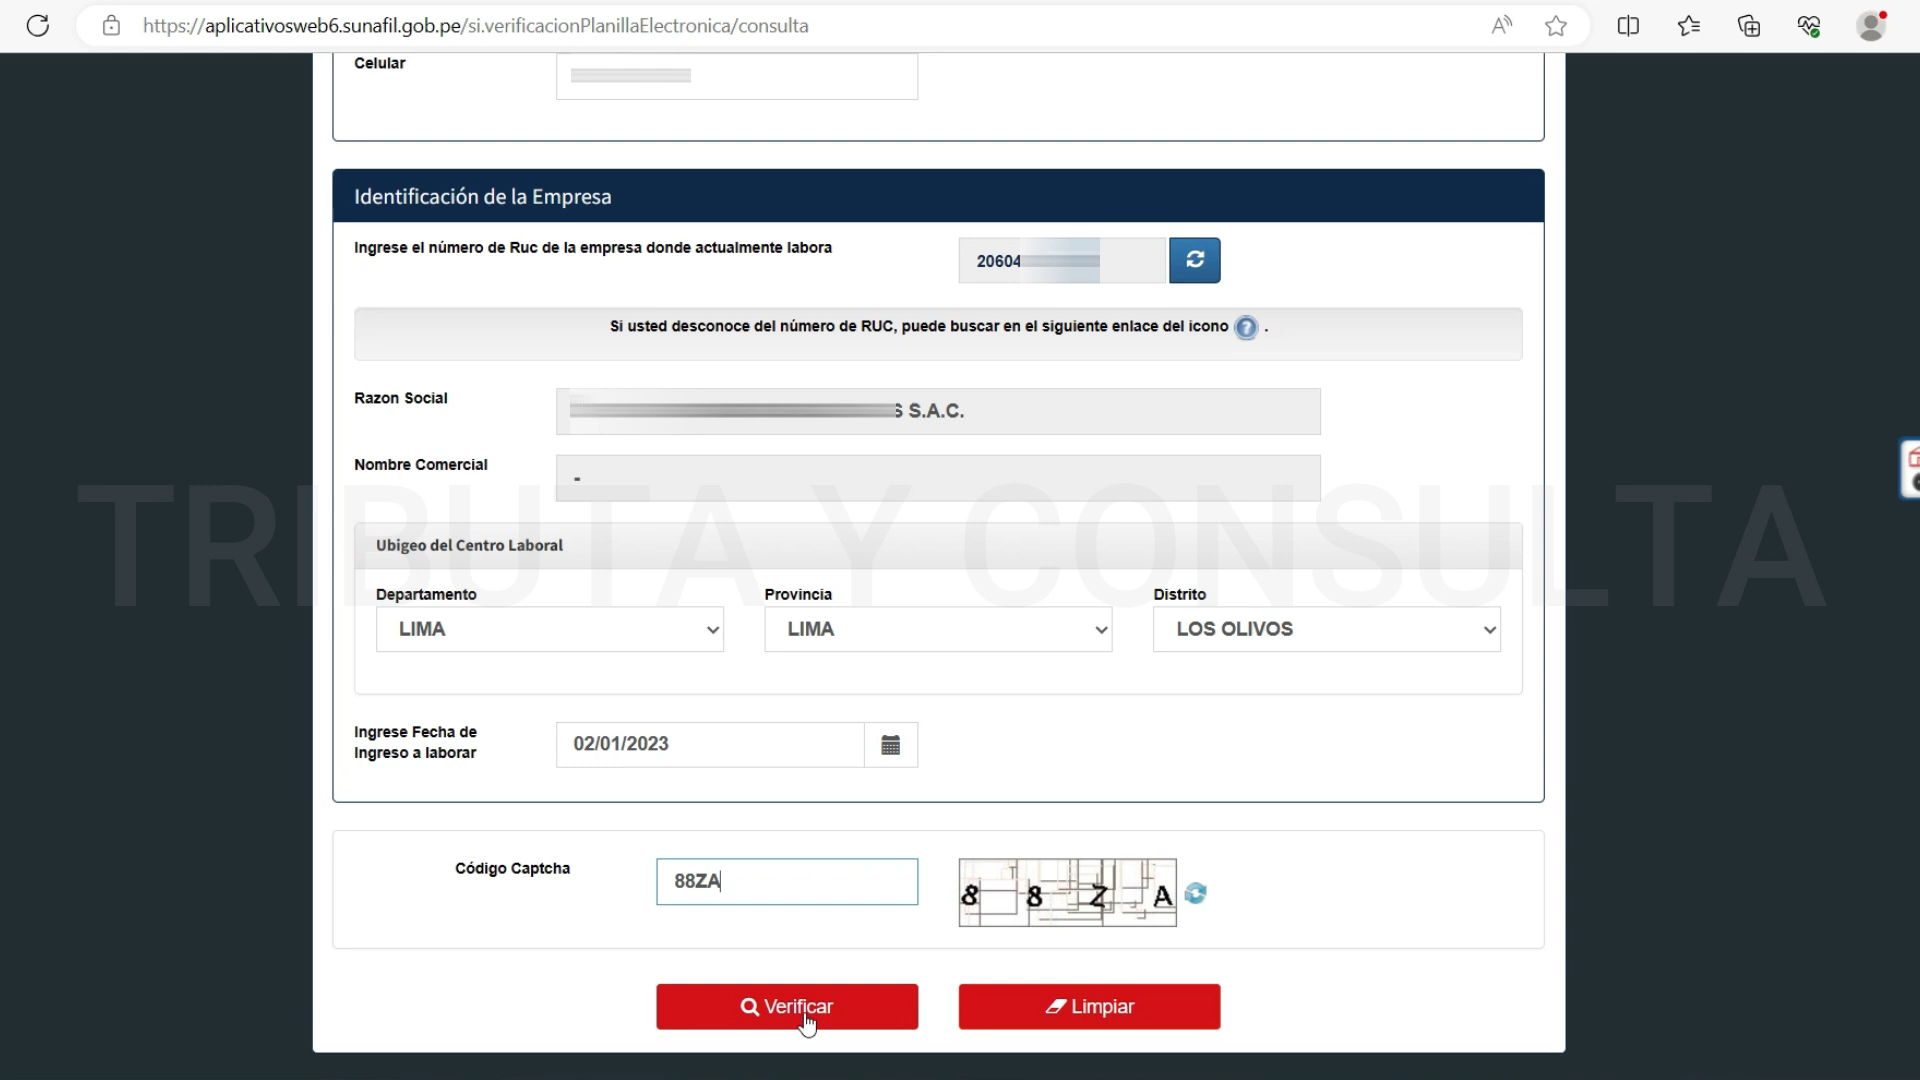 https://aplicativosweb6.sunafil.gob.pe/si.verificacionPlanillaElectronica/consulta
Celular
Identificación de la Empresa
Ingrese el número de Ruc de la empresa donde actualmente labora
20604
Si usted desconoce del número de RUC, puede buscar en el siguiente enlace del icono ? .
Razon Social
S S.A.C.
Nombre Comercial
-
TRIBUTA Y CONSULTA
Ubigeo del Centro Laboral
Departamento Provincia Distrito
LIMA LIMA LOS OLIVOS
Ingrese Fecha de
Ingreso a laborar
02/01/2023
Código Captcha
88ZA
8 8 Z A
Verificar
Limpiar